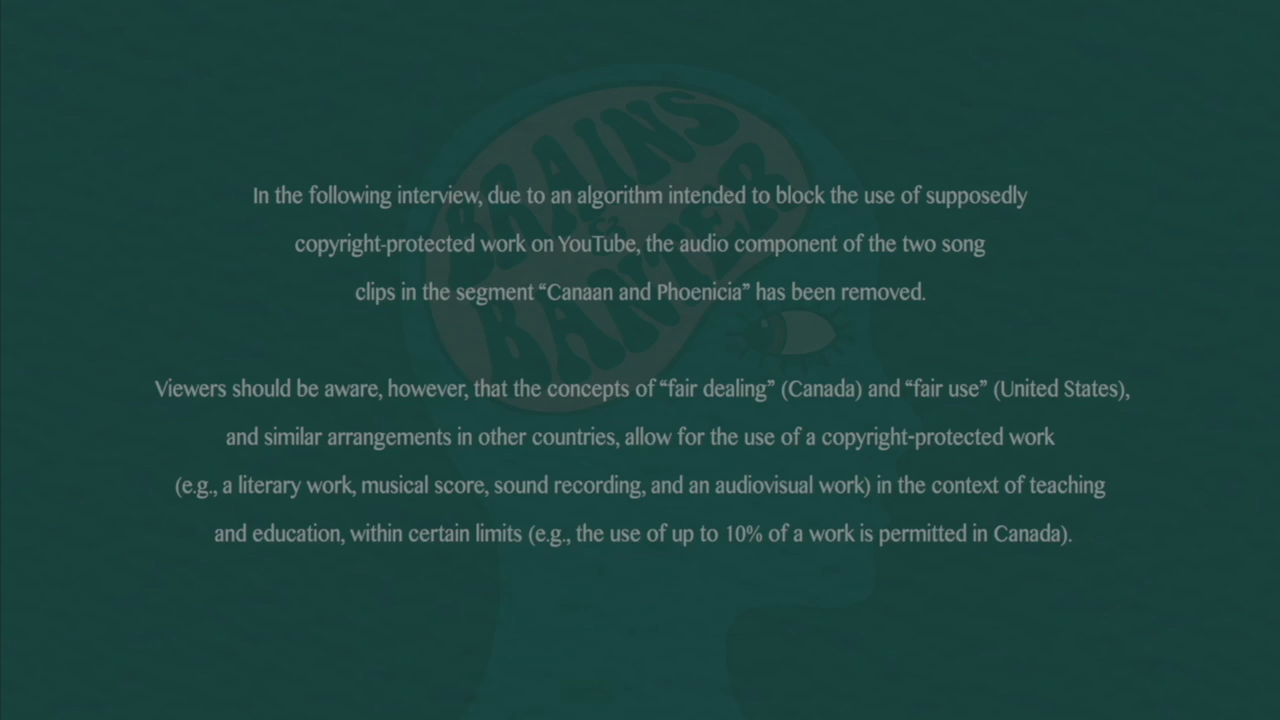 BRAINS
&
BANTER
In the following interview, due to an algorithm intended to block the use of supposedly
copyright-protected work on YouTube, the audio component of the two song
clips in the segment “Canaan and Phoenicia” has been removed.
Viewers should be aware, however, that the concepts of “fair dealing” (Canada) and “fair use” (United States),
and similar arrangements in other countries, allow for the use of a copyright-protected work
(e.g., a literary work, musical score, sound recording, and an audiovisual work) in the context of teaching
and education, within certain limits (e.g., the use of up to 10% of a work is permitted in Canada).